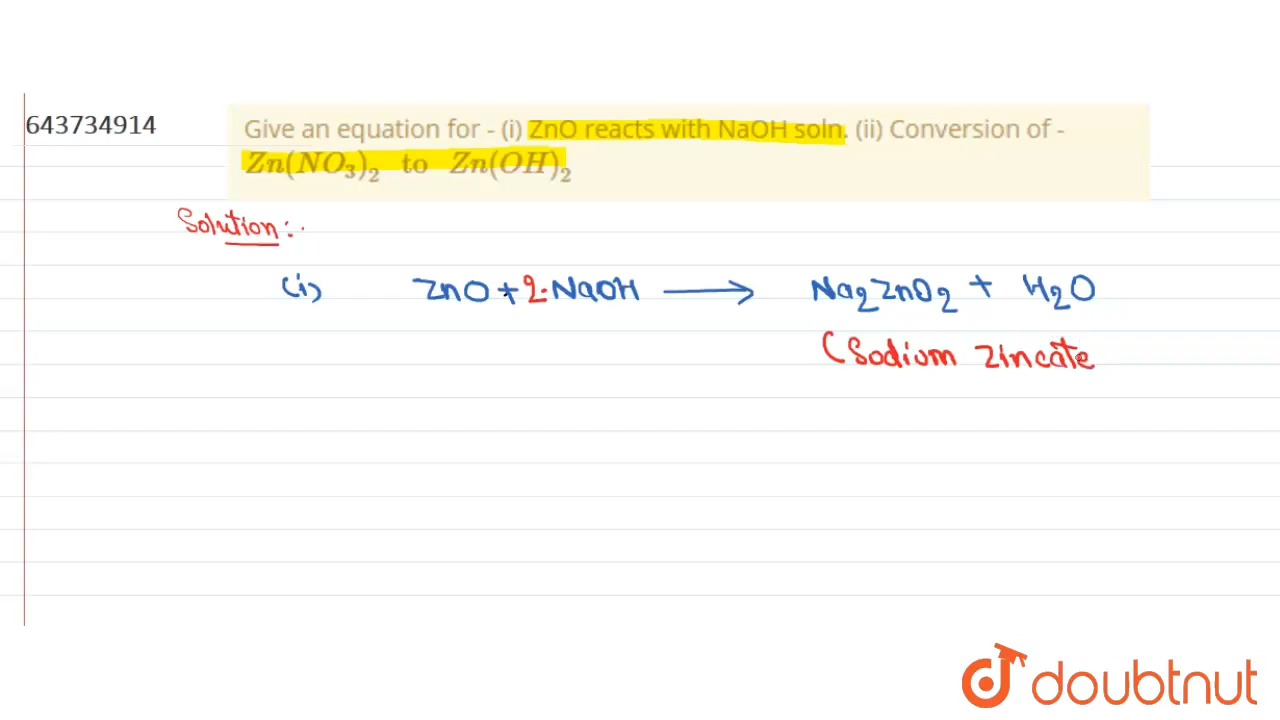 643734914
Give an equation for - (i) ZnO reacts with NaOH soln. (ii) Conversion of -
Zn(NO₃)₂ to Zn(OH)₂
Solution :.
(i) ZnO + 2.NaOH ⟶ Na₂ZnO₂ + H₂O
(Sodium Zincate
doubtnut